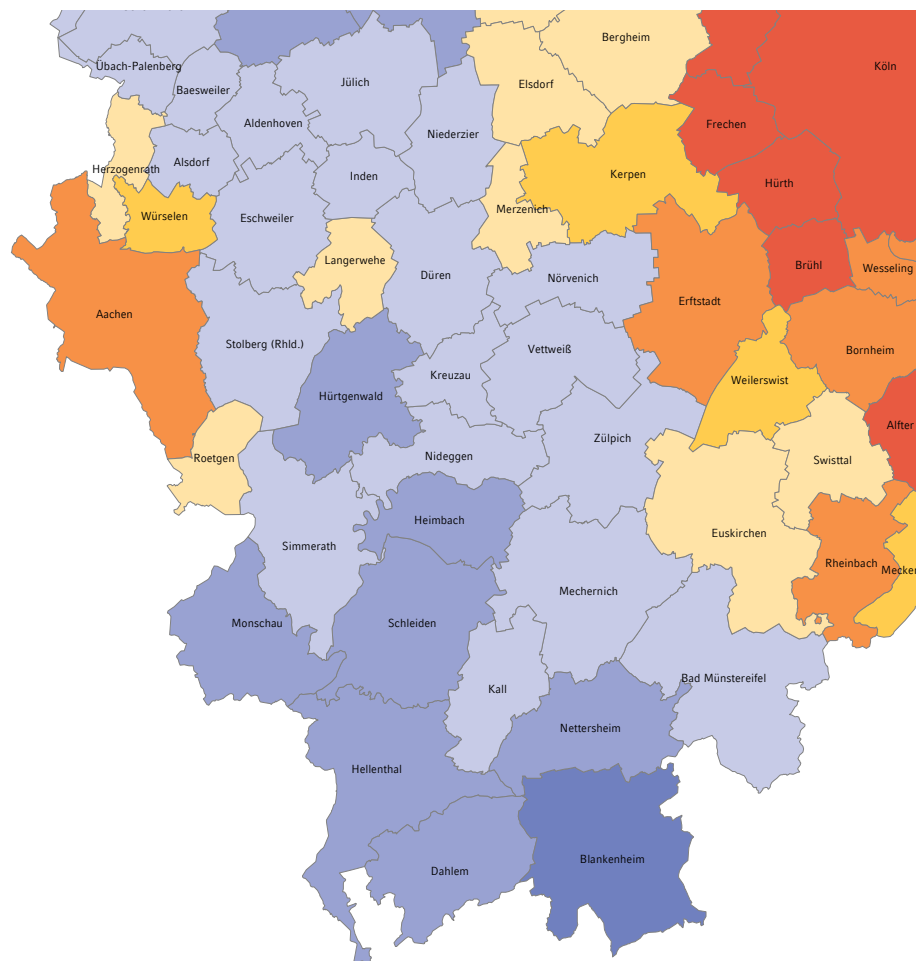 Bergheim
Köln
Übach-Palenberg
Jülich
Elsdorf
Baesweiler
Aldenhoven
Frechen
Niederzier
Alsdorf
Herzogenrath
Inden
Kerpen
Hürth
Würselen
Eschweiler
Merzenich
Langerwehe
Düren
Nörvenich
Brühl
Wesseling
Aachen
Erftstadt
Stolberg (Rhld.)
Vettweiß
Bornheim
Kreuzau
Weilerswist
Hürtgenwald
Alfter
Zülpich
Roetgen
Nideggen
Swisttal
Heimbach
Euskirchen
Simmerath
Rheinbach
Mecken
Mechernich
Monschau
Schleiden
Bad Münstereifel
Kall
Nettersheim
Hellenthal
Blankenheim
Dahlem